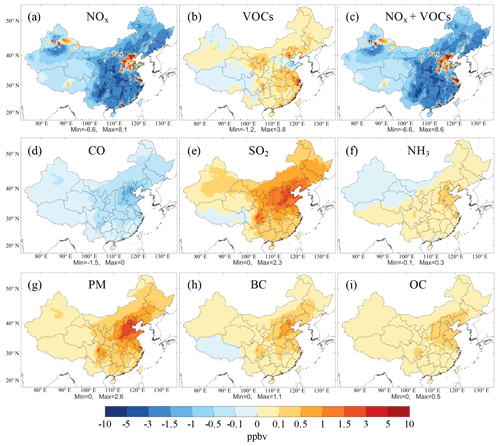 (a) NOx (b) VOCs (c) NOx + VOCs
50° N
40° N
30° N
20° N
80° E 90° E 100° E 110° E 120° E 130° E 80° E 90° E 100° E 110° E 120° E 130° E 80° E 90° E 100° E 110° E 120° E 130° E
Min=-6.6, Max=8.1 Min=-1.2, Max=3.8 Min=-6.6, Max=8.6
(d) CO (e) SO2 (f) NH3
50° N
40° N
30° N
20° N
80° E 90° E 100° E 110° E 120° E 130° E 80° E 90° E 100° E 110° E 120° E 130° E 80° E 90° E 100° E 110° E 120° E 130° E
Min=-1.5, Max=0 Min=0, Max=2.3 Min=-0.1, Max=0.3
(g) PM (h) BC (i) OC
50° N
40° N
30° N
20° N
80° E 90° E 100° E 110° E 120° E 130° E 80° E 90° E 100° E 110° E 120° E 130° E 80° E 90° E 100° E 110° E 120° E 130° E
Min=0, Max=2.6 Min=0, Max=1.1 Min=0, Max=0.5
-10 -5 -3 -1.5 -1 -0.5 -0.1 0 0.1 0.5 1 1.5 3 5 10
ppbv